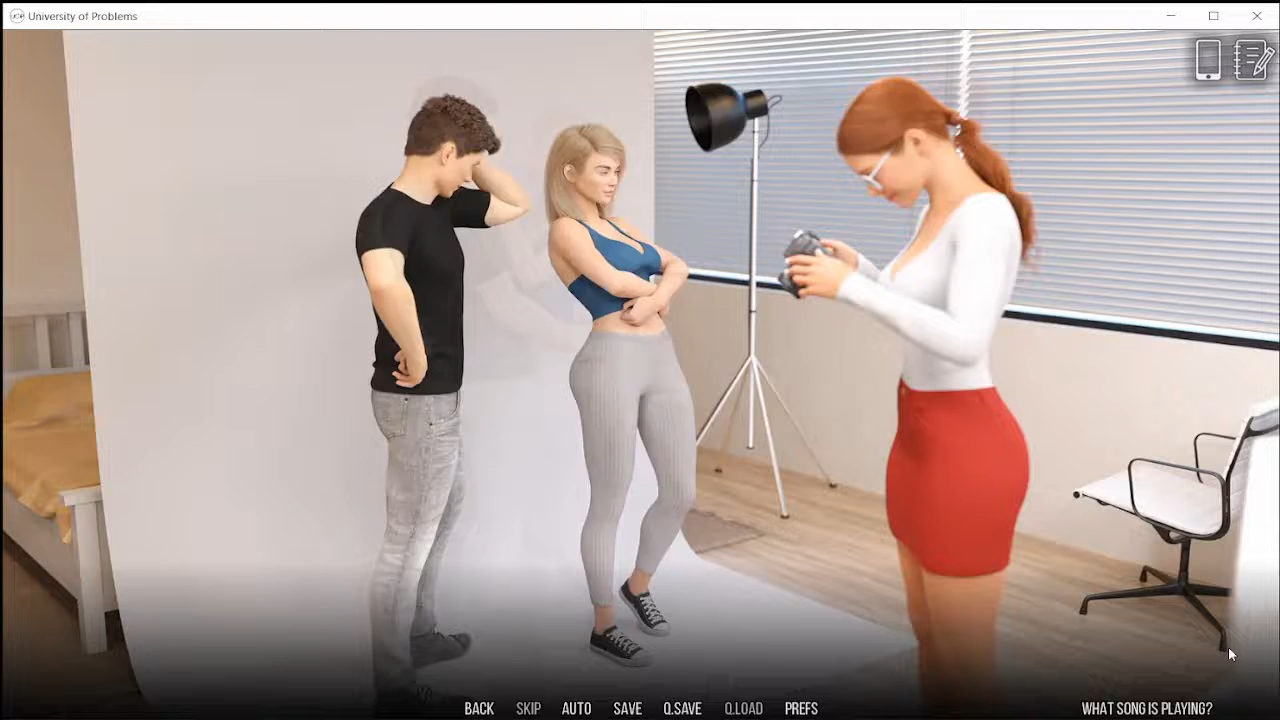 University of Problems
BACK SKIP AUTO SAVE Q.SAVE Q.LOAD PREFS WHAT SONG IS PLAYING?